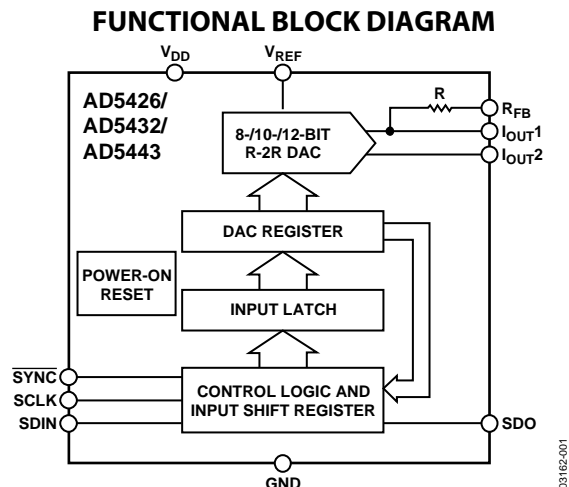 FUNCTIONAL BLOCK DIAGRAM
VDD
VREF
AD5426/
AD5432/
AD5443
R
RFB
8-/10-/12-BIT
R-2R DAC
IOUT1
IOUT2
DAC REGISTER
POWER-ON
RESET
INPUT LATCH
SYNC
SCLK
SDIN
CONTROL LOGIC AND
INPUT SHIFT REGISTER
SDO
GND
03162-001